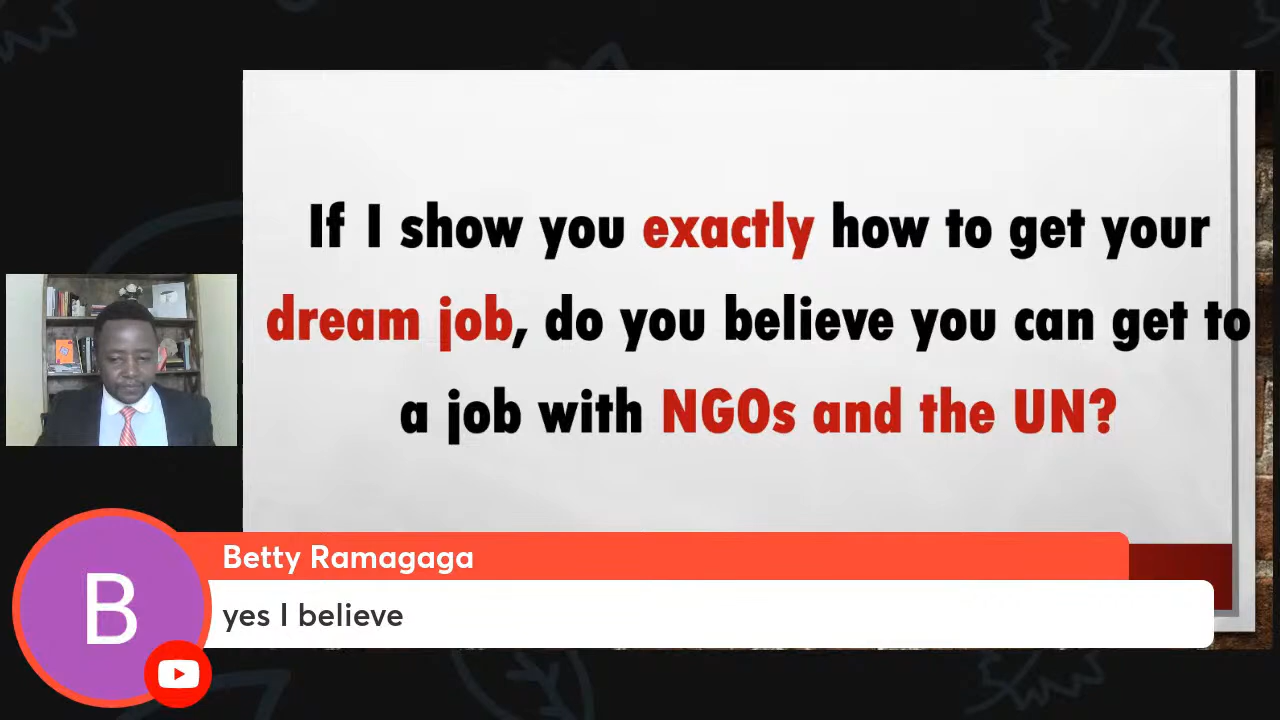 If I show you exactly how to get your
dream job, do you believe you can get to
a job with NGOs and the UN?
Betty Ramagaga
B
yes I believe